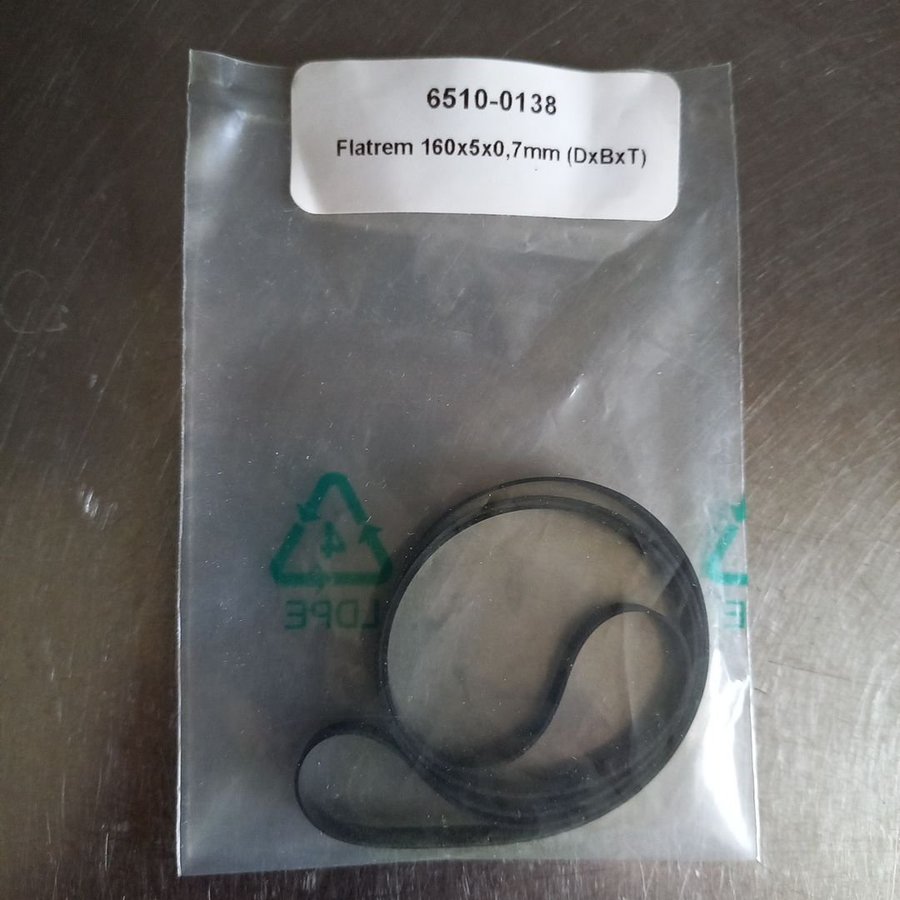 6510-0138
Flatrem 160x5x0,7mm (DxBxT)
4
LDPE
E